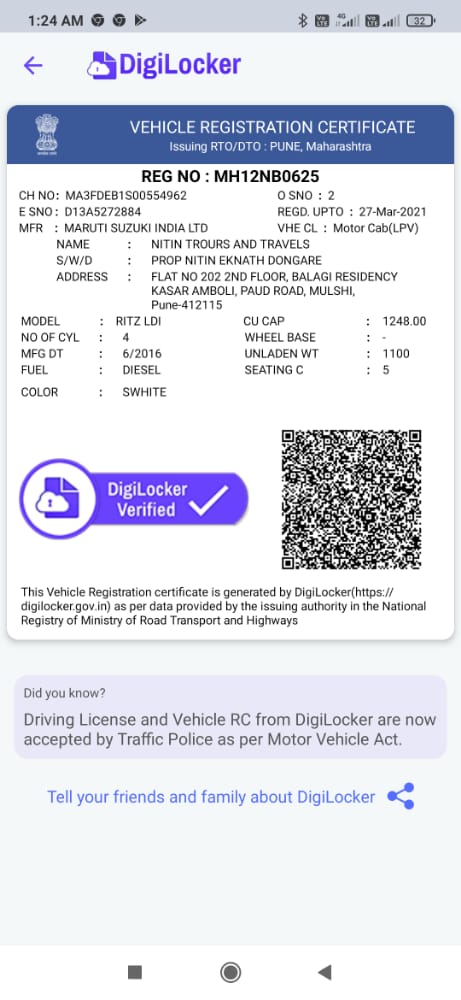 1:24 AM
4G
32
DigiLocker
VEHICLE REGISTRATION CERTIFICATE
Issuing RTO/DTO : PUNE, Maharashtra
REG NO : MH12NB0625
CH NO: MA3FDEB1S00554962 O SNO : 2
E SNO: D13A5272884 REGD. UPTO : 27-Mar-2021
MFR : MARUTI SUZUKI INDIA LTD VHE CL : Motor Cab(LPV)
NAME : NITIN TROURS AND TRAVELS
S/W/D : PROP NITIN EKNATH DONGARE
ADDRESS : FLAT NO 202 2ND FLOOR, BALAGI RESIDENCY
KASAR AMBOLI, PAUD ROAD, MULSHI,
Pune-412115
MODEL : RITZ LDI CU CAP : 1248.00
NO OF CYL : 4 WHEEL BASE : -
MFG DT : 6/2016 UNLADEN WT : 1100
FUEL : DIESEL SEATING C : 5
COLOR : SWHITE
DigiLocker
Verified
This Vehicle Registration certificate is generated by DigiLocker(https://
digilocker.gov.in) as per data provided by the issuing authority in the National
Registry of Ministry of Road Transport and Highways
Did you know?
Driving License and Vehicle RC from DigiLocker are now
accepted by Traffic Police as per Motor Vehicle Act.
Tell your friends and family about DigiLocker